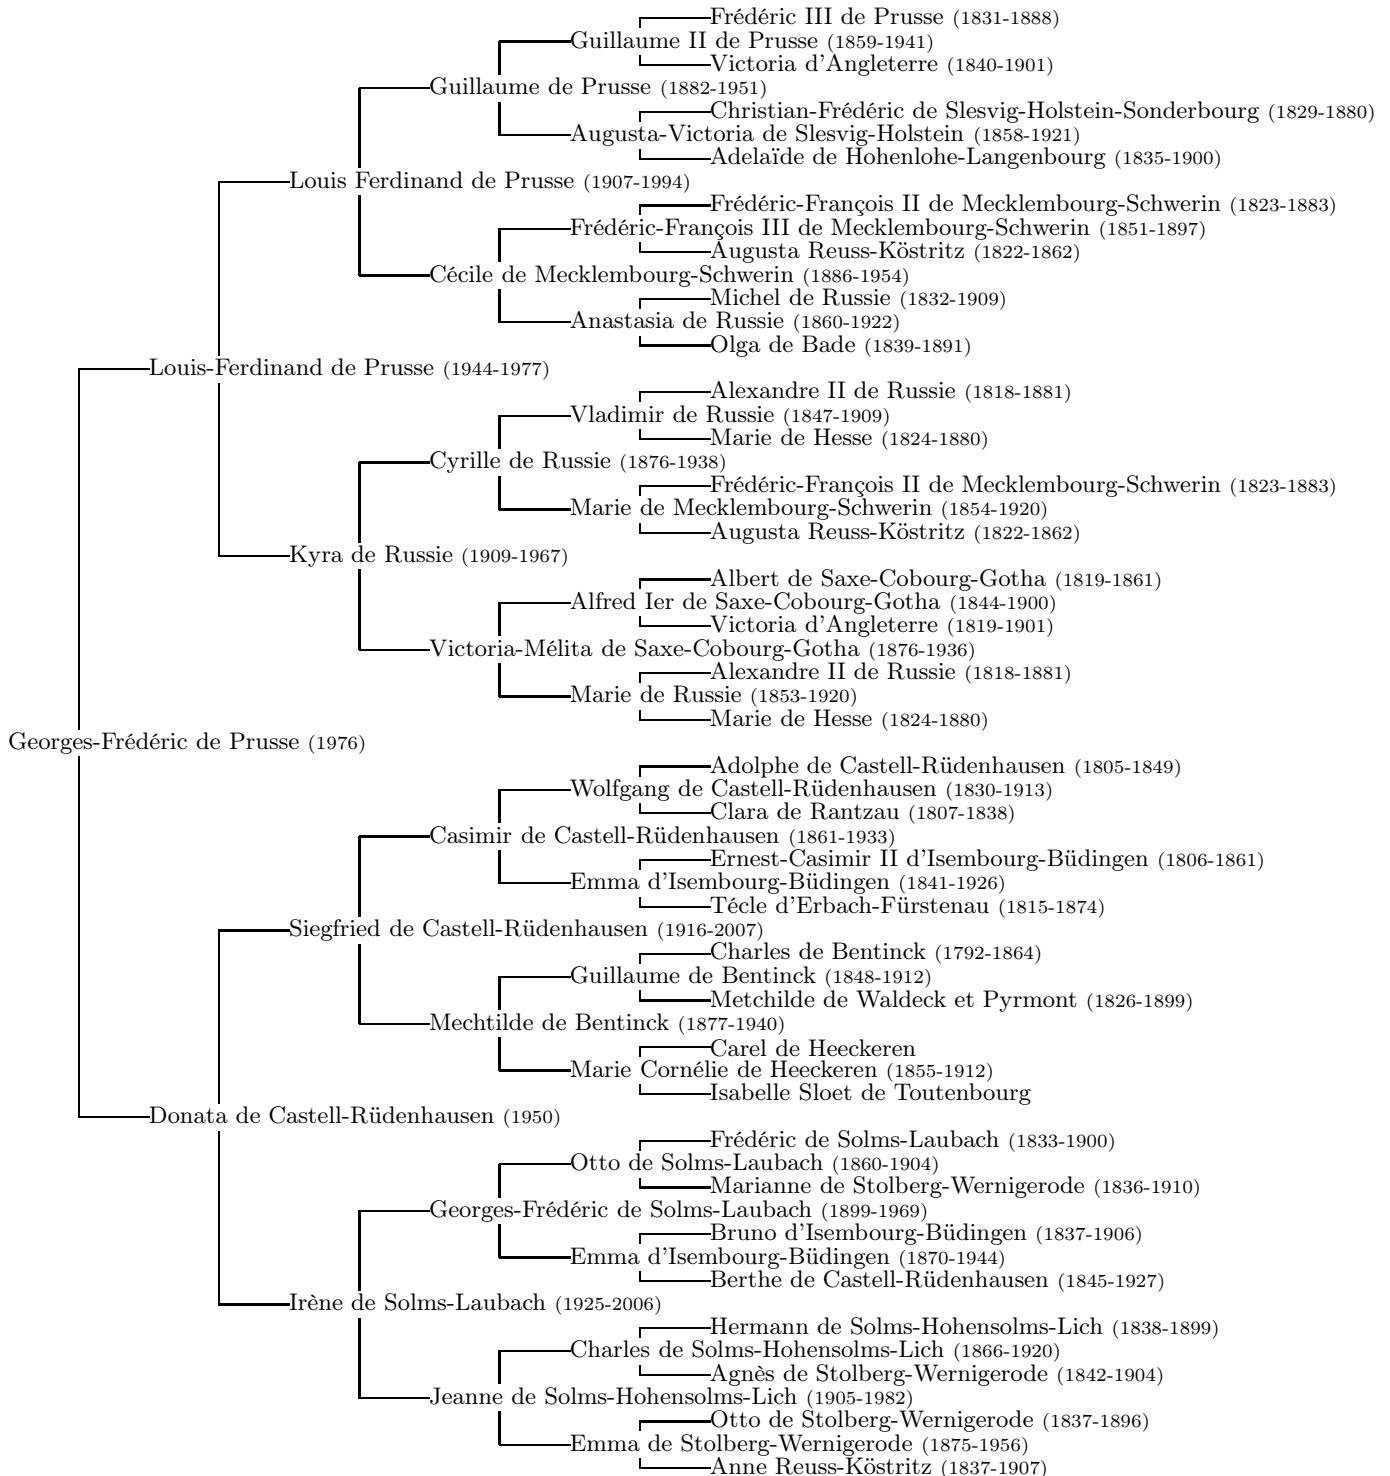 Frédéric III de Prusse (1831-1888)
Guillaume II de Prusse (1859-1941)
Victoria d'Angleterre (1840-1901)
Guillaume de Prusse (1882-1951)
Christian-Frédéric de Slesvig-Holstein-Sonderbourg (1829-1880)
Augusta-Victoria de Slesvig-Holstein (1858-1921)
Adelaïde de Hohenlohe-Langenbourg (1835-1900)
Louis Ferdinand de Prusse (1907-1994)
Frédéric-François II de Mecklembourg-Schwerin (1823-1883)
Frédéric-François III de Mecklembourg-Schwerin (1851-1897)
Augusta Reuss-Köstritz (1822-1862)
Cécile de Mecklembourg-Schwerin (1886-1954)
Michel de Russie (1832-1909)
Anastasia de Russie (1860-1922)
Olga de Bade (1839-1891)
Louis-Ferdinand de Prusse (1944-1977)
Alexandre II de Russie (1818-1881)
Vladimir de Russie (1847-1909)
Marie de Hesse (1824-1880)
Cyrille de Russie (1876-1938)
Frédéric-François II de Mecklembourg-Schwerin (1823-1883)
Marie de Mecklembourg-Schwerin (1854-1920)
Augusta Reuss-Köstritz (1822-1862)
Kyra de Russie (1909-1967)
Albert de Saxe-Cobourg-Gotha (1819-1861)
Alfred Ier de Saxe-Cobourg-Gotha (1844-1900)
Victoria d'Angleterre (1819-1901)
Victoria-Mélita de Saxe-Cobourg-Gotha (1876-1936)
Alexandre II de Russie (1818-1881)
Marie de Russie (1853-1920)
Marie de Hesse (1824-1880)
Georges-Frédéric de Prusse (1976)
Adolphe de Castell-Rüdenhausen (1805-1849)
Wolfgang de Castell-Rüdenhausen (1830-1913)
Clara de Rantzau (1807-1838)
Casimir de Castell-Rüdenhausen (1861-1933)
Ernest-Casimir II d'Isembourg-Büdingen (1806-1861)
Emma d'Isembourg-Büdingen (1841-1926)
Técle d'Erbach-Fürstenau (1815-1874)
Siegfried de Castell-Rüdenhausen (1916-2007)
Charles de Bentinck (1792-1864)
Guillaume de Bentinck (1848-1912)
Metchilde de Waldeck et Pyrmont (1826-1899)
Mechtilde de Bentinck (1877-1940)
Carel de Heeckeren
Marie Cornélie de Heeckeren (1855-1912)
Isabelle Sloet de Toutenbourg
Donata de Castell-Rüdenhausen (1950)
Frédéric de Solms-Laubach (1833-1900)
Otto de Solms-Laubach (1860-1904)
Marianne de Stolberg-Wernigerode (1836-1910)
Georges-Frédéric de Solms-Laubach (1899-1969)
Bruno d'Isembourg-Büdingen (1837-1906)
Emma d'Isembourg-Büdingen (1870-1944)
Berthe de Castell-Rüdenhausen (1845-1927)
Irène de Solms-Laubach (1925-2006)
Hermann de Solms-Hohensolms-Lich (1838-1899)
Charles de Solms-Hohensolms-Lich (1866-1920)
Agnès de Stolberg-Wernigerode (1842-1904)
Jeanne de Solms-Hohensolms-Lich (1905-1982)
Otto de Stolberg-Wernigerode (1837-1896)
Emma de Stolberg-Wernigerode (1875-1956)
Anne Reuss-Köstritz (1837-1907)